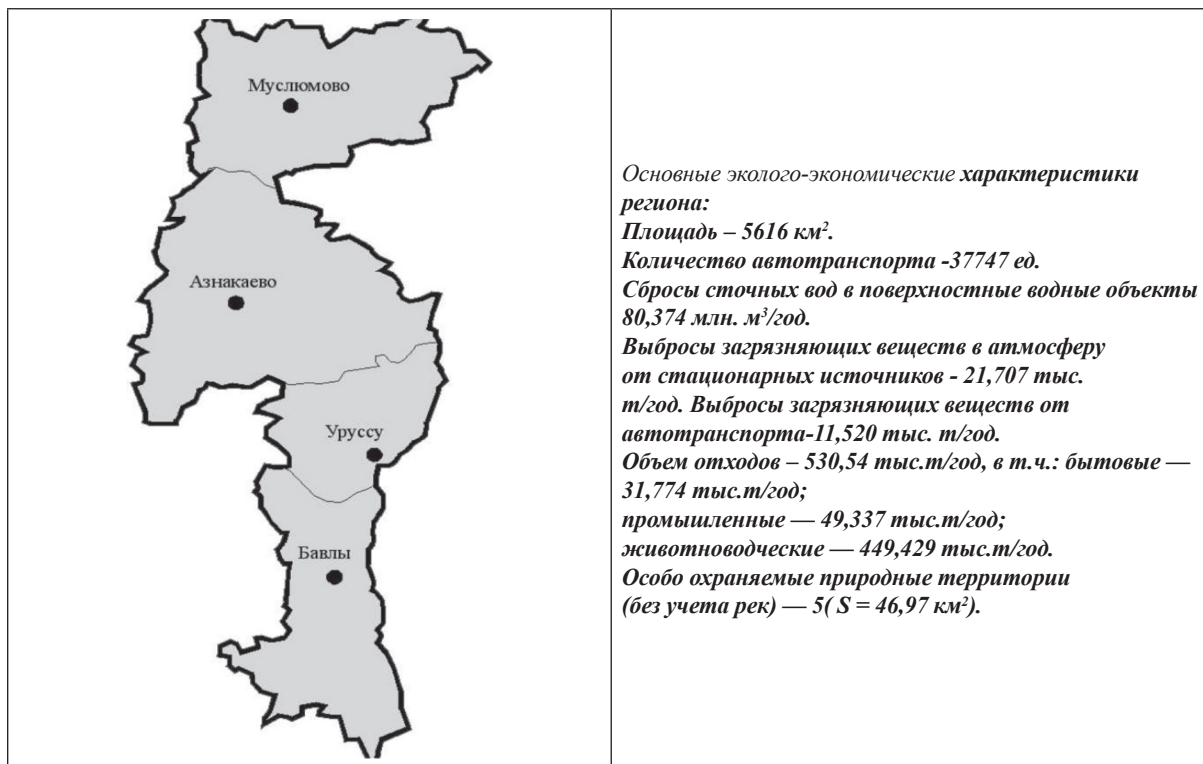 Муслюмово
Азнакаево
Уруссу
Бавлы
Основные эколого-экономические характеристики
региона:
Площадь – 5616 км².
Количество автотранспорта -37747 ед.
Сбросы сточных вод в поверхностные водные объекты
80,374 млн. м³/год.
Выбросы загрязняющих веществ в атмосферу
от стационарных источников - 21,707 тыс.
т/год. Выбросы загрязняющих веществ от
автотранспорта-11,520 тыс. т/год.
Объем отходов – 530,54 тыс.т/год, в т.ч.: бытовые —
31,774 тыс.т/год;
промышленные — 49,337 тыс.т/год;
животноводческие — 449,429 тыс.т/год.
Особо охраняемые природные территории
(без учета рек) — 5( S = 46,97 км²).